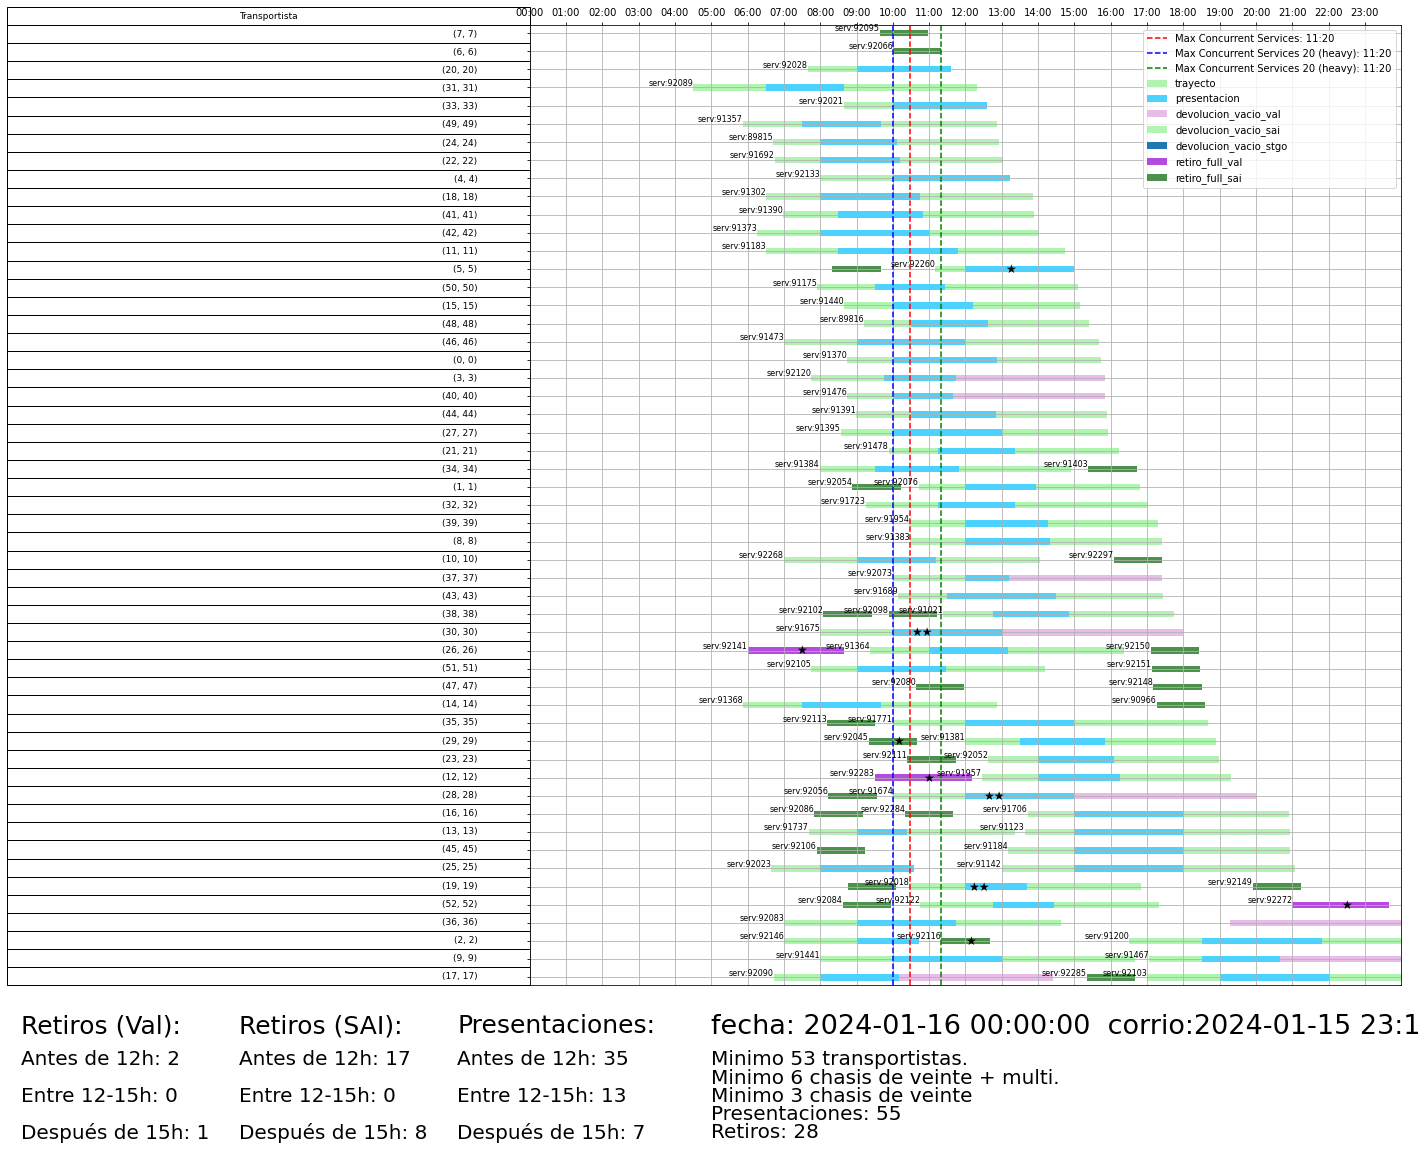 Transportista
00:00 01:00 02:00 03:00 04:00 05:00 06:00 07:00 08:00 09:00 10:00 11:00 12:00 13:00 14:00 15:00 16:00 17:00 18:00 19:00 20:00 21:00 22:00 23:00
Max Concurrent Services: 11:20
Max Concurrent Services 20 (heavy): 11:20
Max Concurrent Services 20 (heavy): 11:20
trayecto
presentacion
devolucion_vacio_val
devolucion_vacio_sai
devolucion_vacio_stgo
retiro_full_val
retiro_full_sai
(7, 7) serv:92095
(6, 6) serv:92066
(20, 20) serv:92028
(31, 31) serv:92089
(33, 33) serv:92021
(49, 49) serv:91357
(24, 24) serv:89815
(22, 22) serv:91692
(4, 4) serv:92133
(18, 18) serv:91302
(41, 41) serv:91390
(42, 42) serv:91373
(11, 11) serv:91183
(5, 5) serv:92260
(50, 50) serv:91175
(15, 15) serv:91440
(48, 48) serv:89816
(46, 46) serv:91473
(0, 0) serv:91370
(3, 3) serv:92120
(40, 40) serv:91476
(44, 44) serv:91391
(27, 27) serv:91395
(21, 21) serv:91478
(34, 34) serv:91384 serv:91403
(1, 1) serv:92054 serv:92076
(32, 32) serv:91723
(39, 39) serv:91954
(8, 8) serv:91383
(10, 10) serv:92268 serv:92297
(37, 37) serv:92073
(43, 43) serv:91689
(38, 38) serv:92102 serv:92098 serv:91021
(30, 30) serv:91675
(26, 26) serv:92141 serv:91364 serv:92150
(51, 51) serv:92105 serv:92151
(47, 47) serv:92080 serv:92148
(14, 14) serv:91368 serv:90966
(35, 35) serv:92113 serv:91771
(29, 29) serv:92045 serv:91381
(23, 23) serv:92111 serv:92052
(12, 12) serv:92283 serv:91957
(28, 28) serv:92056 serv:91674
(16, 16) serv:92086 serv:92284 serv:91706
(13, 13) serv:91737 serv:91123
(45, 45) serv:92106 serv:91184
(25, 25) serv:92023 serv:91142
(19, 19) serv:92018 serv:92149
(52, 52) serv:92084 serv:92122 serv:92272
(36, 36) serv:92083
(2, 2) serv:92146 serv:92116 serv:91200
(9, 9) serv:91441 serv:91467
(17, 17) serv:92090 serv:92285 serv:92103
Retiros (Val):
Antes de 12h: 2
Entre 12-15h: 0
Después de 15h: 1
Retiros (SAI):
Antes de 12h: 17
Entre 12-15h: 0
Después de 15h: 8
Presentaciones:
Antes de 12h: 35
Entre 12-15h: 13
Después de 15h: 7
fecha: 2024-01-16 00:00:00 corrio:2024-01-15 23:1
Minimo 53 transportistas.
Minimo 6 chasis de veinte + multi.
Minimo 3 chasis de veinte
Presentaciones: 55
Retiros: 28